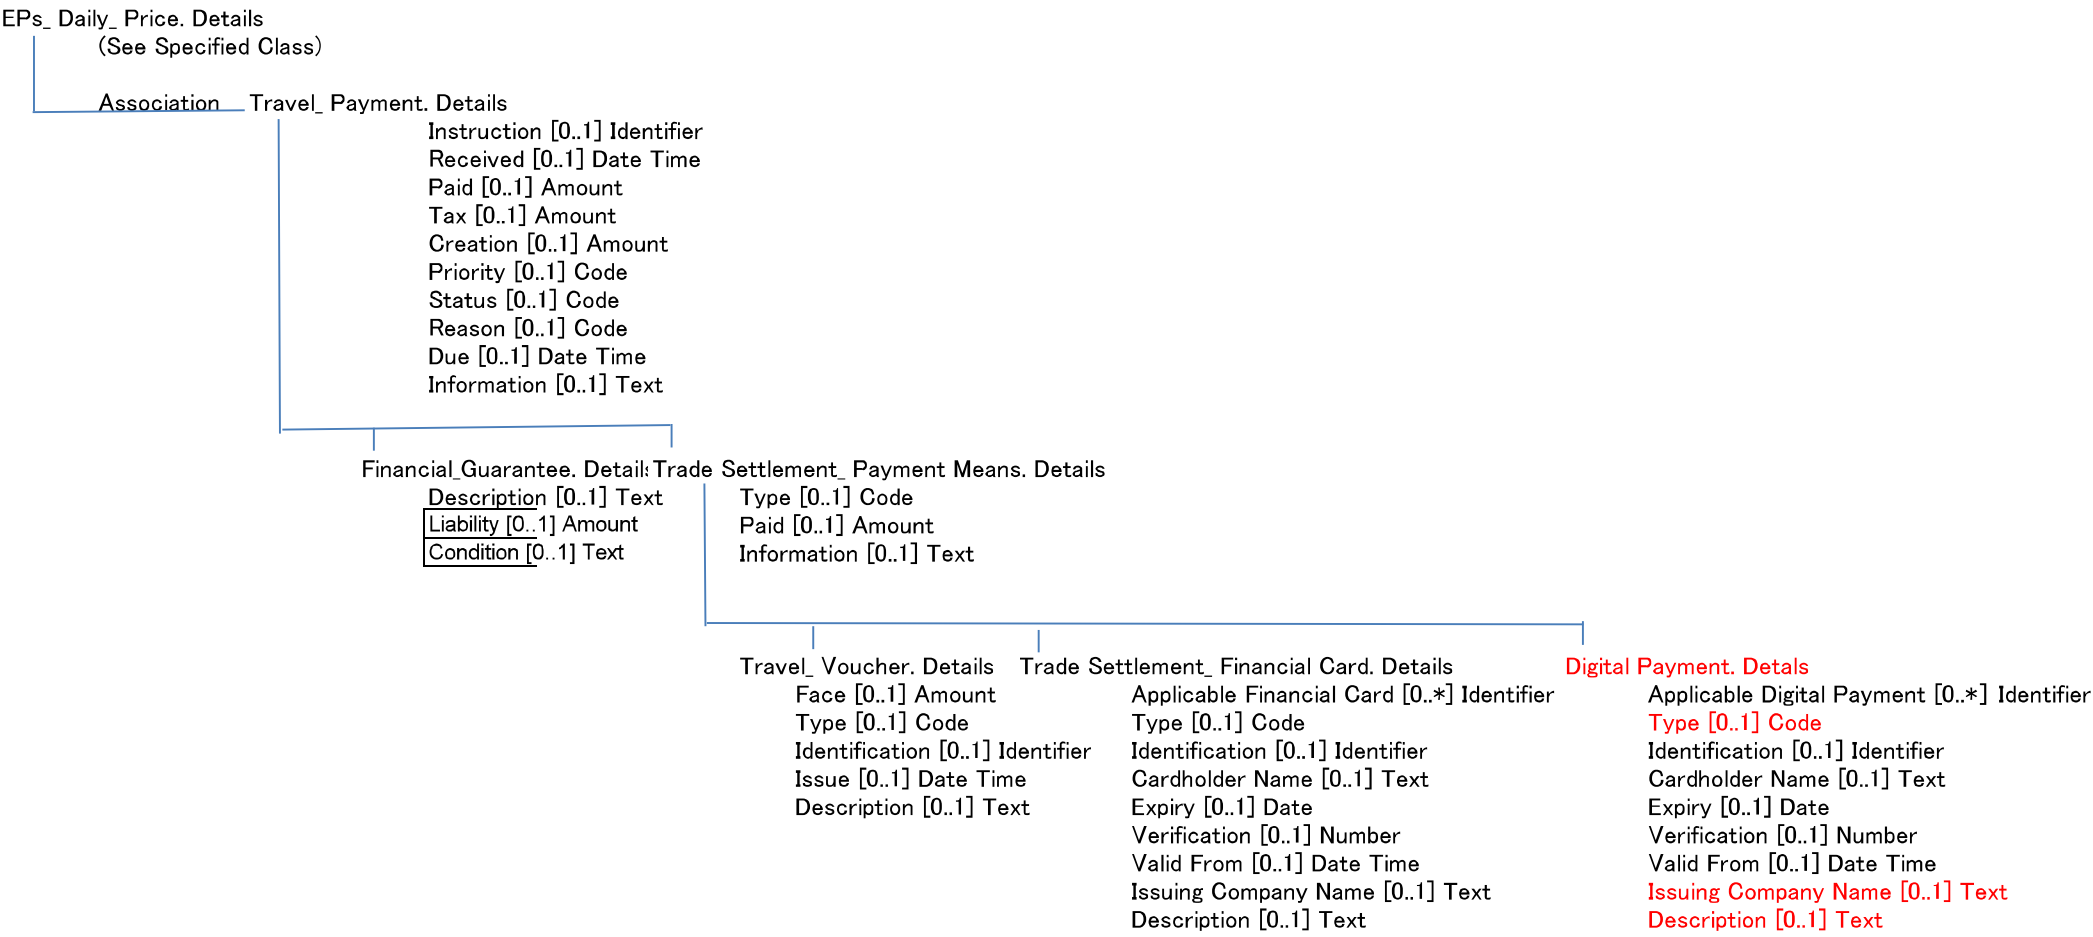 EPs_ Daily_ Price. Details
(See Specified Class)
Association Travel_ Payment. Details
Instruction [0..1] Identifier
Received [0..1] Date Time
Paid [0..1] Amount
Tax [0..1] Amount
Creation [0..1] Amount
Priority [0..1] Code
Status [0..1] Code
Reason [0..1] Code
Due [0..1] Date Time
Information [0..1] Text
Financial_Guarantee. Details
Description [0..1] Text
Liability [0..1] Amount
Condition [0..1] Text
Trade Settlement_ Payment Means. Details
Type [0..1] Code
Paid [0..1] Amount
Information [0..1] Text
Travel_ Voucher. Details
Face [0..1] Amount
Type [0..1] Code
Identification [0..1] Identifier
Issue [0..1] Date Time
Description [0..1] Text
Trade Settlement_ Financial Card. Details
Applicable Financial Card [0..*] Identifier
Type [0..1] Code
Identification [0..1] Identifier
Cardholder Name [0..1] Text
Expiry [0..1] Date
Verification [0..1] Number
Valid From [0..1] Date Time
Issuing Company Name [0..1] Text
Description [0..1] Text
Digital Payment. Detals
Applicable Digital Payment [0..*] Identifier
Type [0..1] Code
Identification [0..1] Identifier
Cardholder Name [0..1] Text
Expiry [0..1] Date
Verification [0..1] Number
Valid From [0..1] Date Time
Issuing Company Name [0..1] Text
Description [0..1] Text